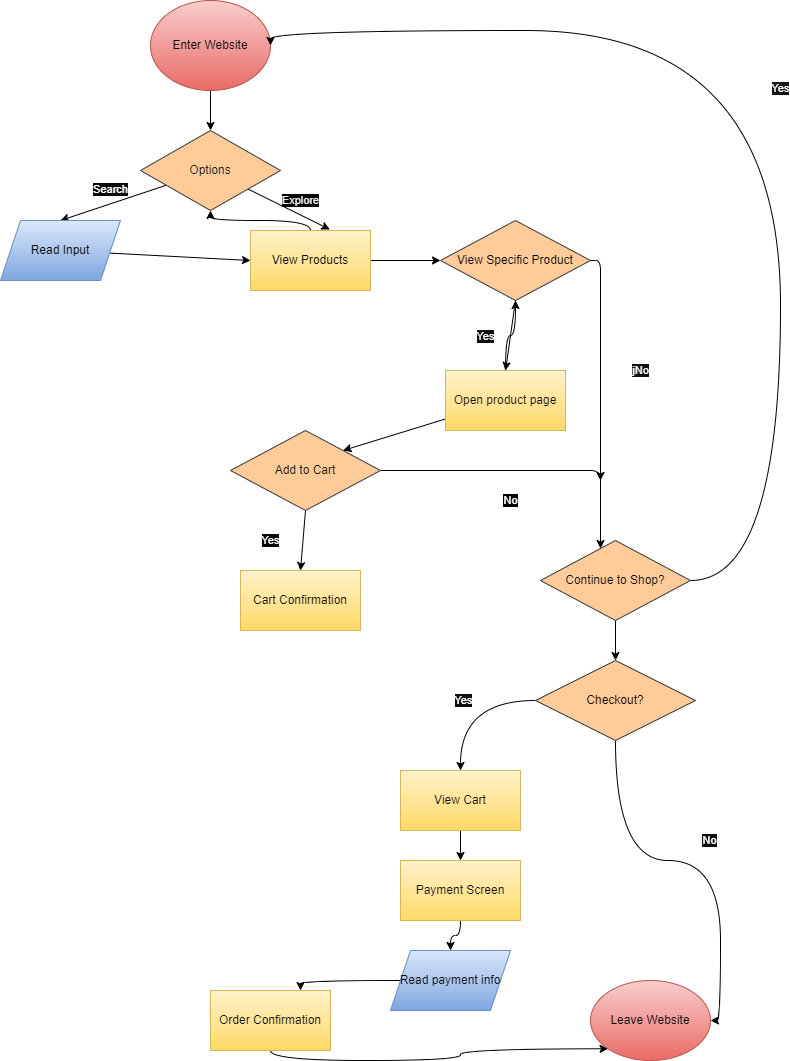 Enter Website
Yes
Options
Search
Explore
Read Input
View Products
View Specific Product
Yes
jNo
Open product page
Add to Cart
No
Yes
Continue to Shop?
Cart Confirmation
Checkout?
Yes
View Cart
No
Payment Screen
Read payment info
Order Confirmation
Leave Website